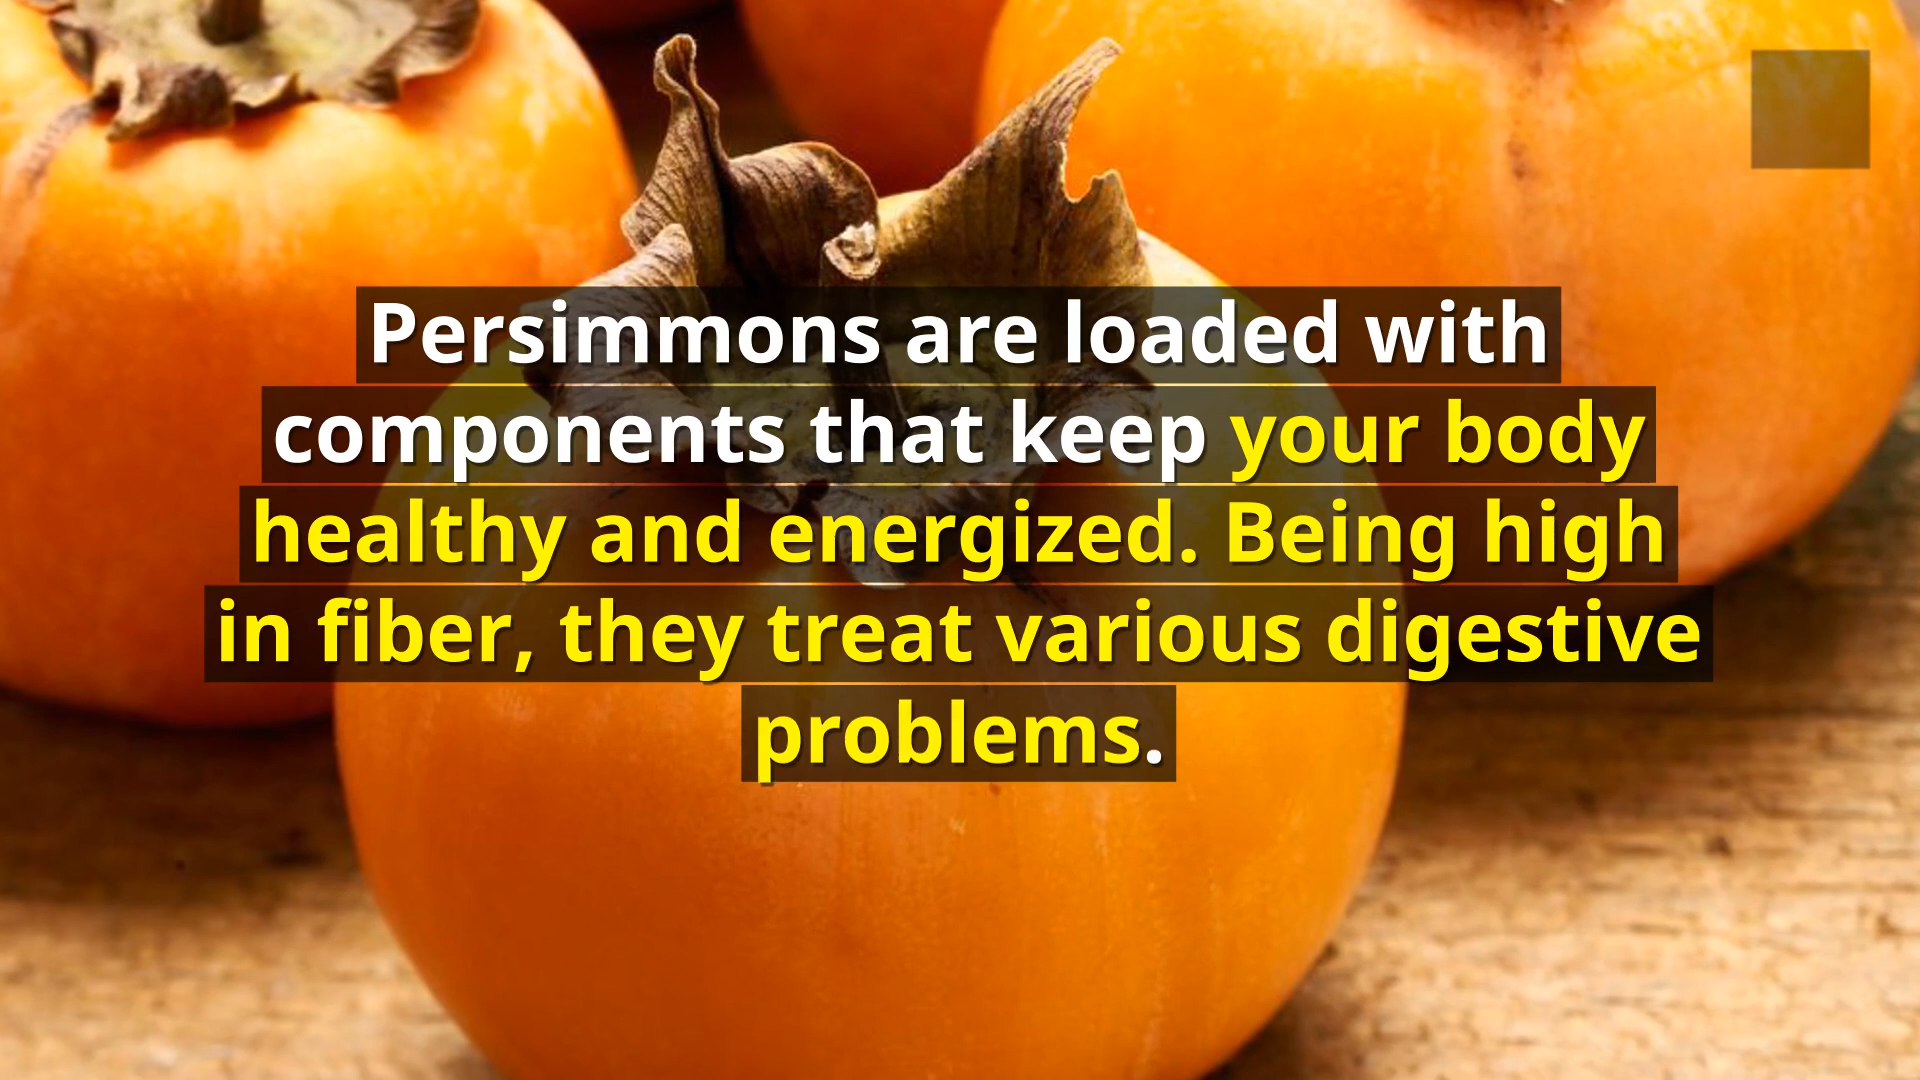 Persimmons are loaded with
components that keep your body
healthy and energized. Being high
in fiber, they treat various digestive
problems.